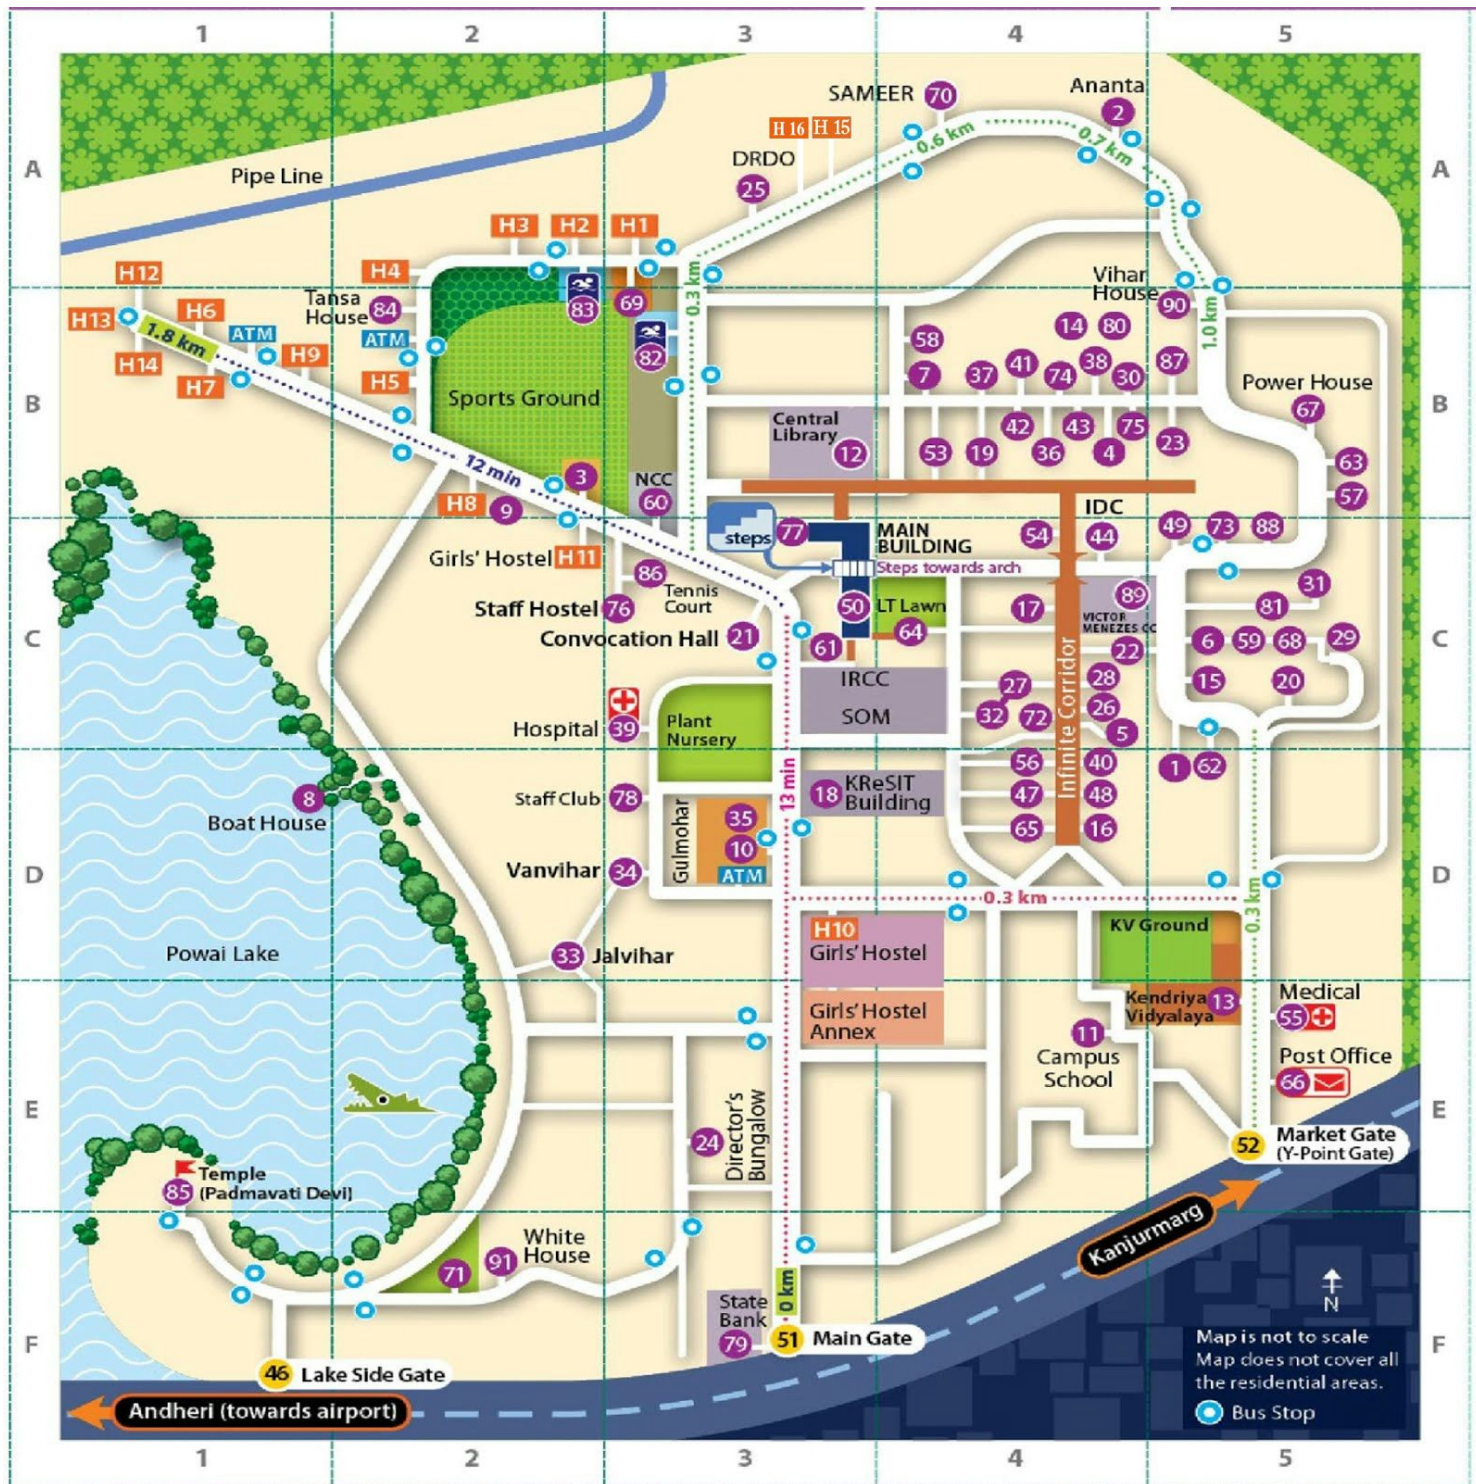 1 2 3 4 5
A
B
C
D
E
F
A
B
C
D
E
F
1 2 3 4 5
Pipe Line
SAMEER 70
Ananta
2
H 16 H 15
DRDO
25
0.6 km
0.7 km
H3 H2 H1
H12
H4
Tansa
House 84
H13
H6
ATM
1.8 km
H9
H14
H7
ATM
H5
83
69
82
0.3 km
Vihar
House
90
1.0 km
58
14 80
7
37
41
74
38
30
87
Power House
67
Sports Ground
Central
Library 12
42
43
75
53
19
36
4
23
63
57
12 min
3
NCC
60
H8
9
IDC
steps
77
MAIN
BUILDING
Steps towards arch
54
44
49
73
88
Girls' Hostel H11
86
Tennis
Court
Staff Hostel 76
Convocation Hall 21
50
LT Lawn
64
61
17
89
VICTOR
MENEZES CC
31
81
22
6
59
68
29
Infinite Corridor
IRCC
SOM
27
28
15
20
32
72
26
5
Hospital 39
Plant
Nursery
56
40
1
62
13 min
8
Boat House
Staff Club 78
Gulmohar
35
10
ATM
18 KReSIT
Building
47
48
65
16
Vanvihar 34
0.3 km
0.3 km
H10
Girls' Hostel
KV Ground
Powai Lake
33 Jalvihar
Girls' Hostel
Annex
Kendriya
Vidyalaya 13
Medical
55
11
Campus
School
Post Office
66
24
Director's
Bungalow
52 Market Gate
(Y-Point Gate)
Temple
(Padmavati Devi)
85
Kanjurmarg
White
House
91
71
State
Bank
79
0 km
51 Main Gate
N
46 Lake Side Gate
Andheri (towards airport)
Map is not to scale
Map does not cover all
the residential areas.
Bus Stop